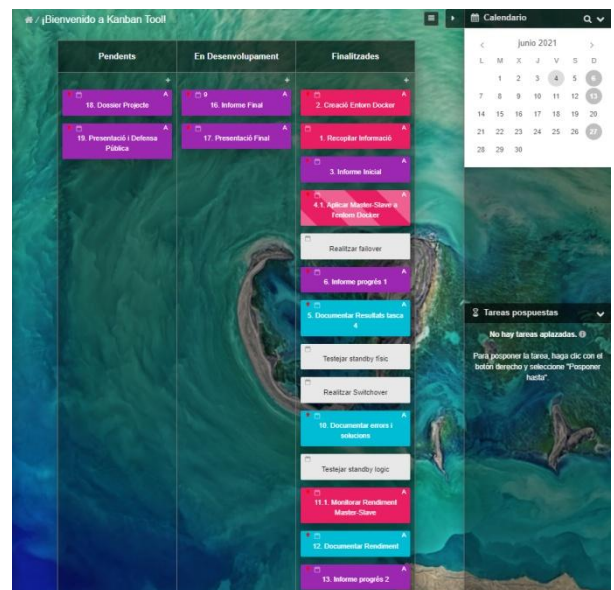 / ¡Bienvenido a Kanban Tool!
Pendents
En Desenvolupament
Finalitzades
+
+
+
A
18. Dossier Projecte
A
19. Presentació i Defensa
Pública
9
A
16. Informe Final
A
17. Presentació Final
A
2. Creació Entorn Docker
A
1. Recopilar Informació
A
3. Informe Inicial
A
4.1. Aplicar Master-Slave a
l'entorn Docker
Realitzar failover
A
6. Informe progrés 1
A
5. Documentar Resultats tasca
4
Testejar standby físic
Realitzar Switchover
A
10. Documentar errors i
solucions
Testejar standby logic
A
11.1. Monitorar Rendiment
Master-Slave
A
12. Documentar Rendiment
A
13. Informe progrés 2
Calendario
junio 2021
L M X J V S D
1 2 3 4 5 6
7 8 9 10 11 12 13
14 15 16 17 18 19 20
21 22 23 24 25 26 27
28 29 30
Tareas pospuestas
No hay tareas aplazadas.
Para posponer la tarea, haga clic con el
botón derecho y seleccione "Posponer
hasta".